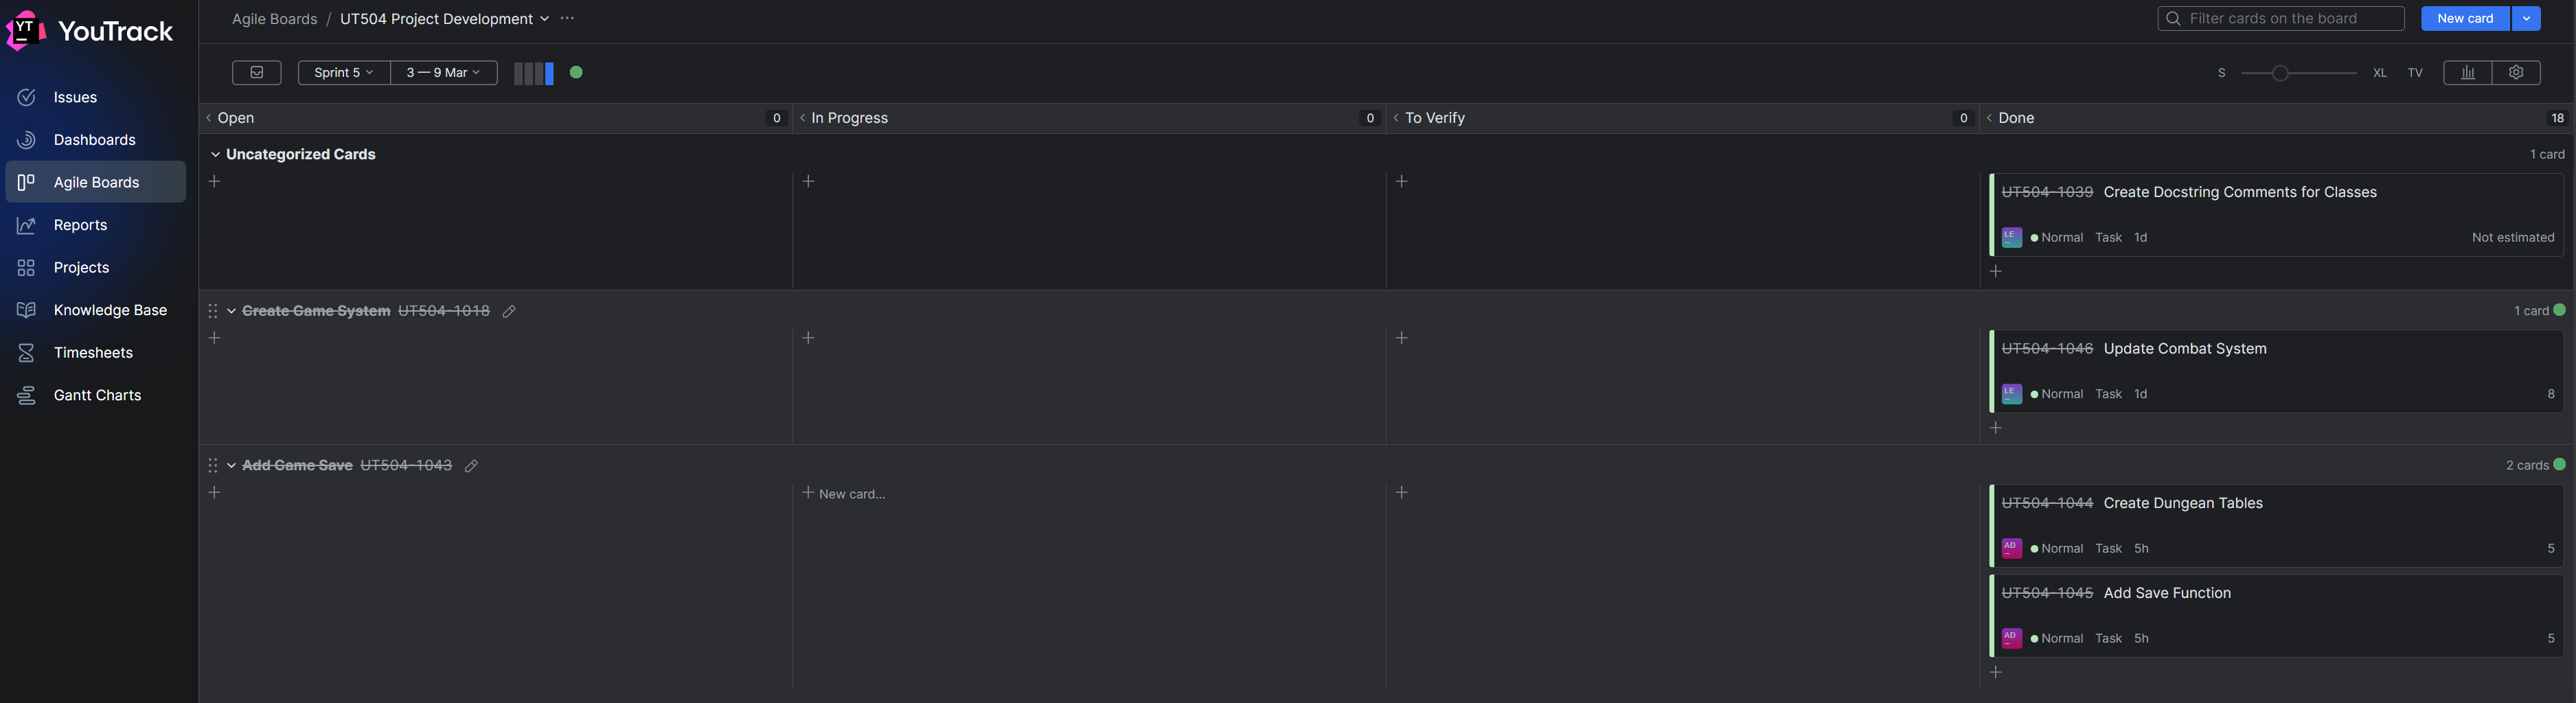 YT YouTrack
Agile Boards / UT504 Project Development ...
Filter cards on the board
New card
Sprint 5
3 — 9 Mar
S
XL
TV
Issues
Dashboards
Agile Boards
Reports
Projects
Knowledge Base
Timesheets
Gantt Charts
Open 0
In Progress 0
To Verify 0
Done 18
Uncategorized Cards
1 card
+
+
+
UT504-1039 Create Docstring Comments for Classes
LE Normal Task 1d Not estimated
+
Create Game System UT504-1018
1 card
+
+
+
UT504-1046 Update Combat System
LE Normal Task 1d 8
+
Add Game Save UT504-1043
2 cards
+
+ New card...
+
UT504-1044 Create Dungean Tables
AD Normal Task 5h 5
UT504-1045 Add Save Function
AD Normal Task 5h 5
+